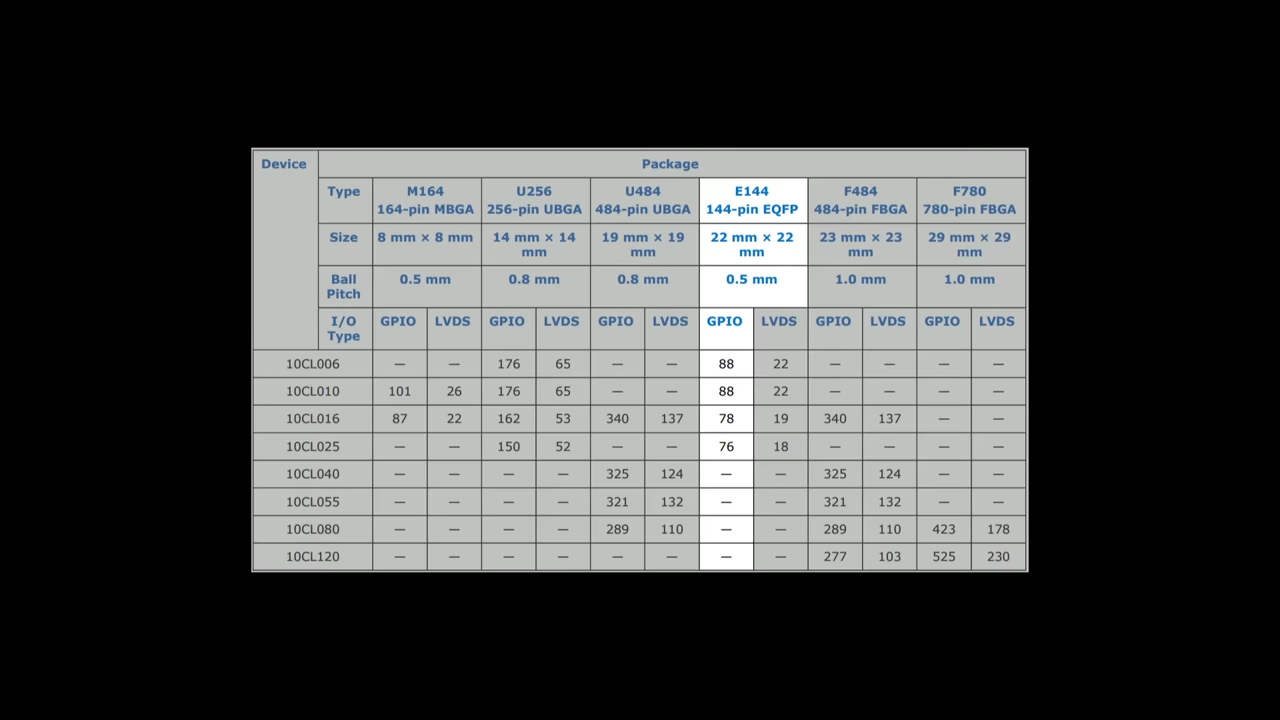 Device Package
Type M164 U256 U484 E144 F484 F780
164-pin MBGA 256-pin UBGA 484-pin UBGA 144-pin EQFP 484-pin FBGA 780-pin FBGA
Size 8 mm × 8 mm 14 mm × 14 19 mm × 19 22 mm × 22 23 mm × 23 29 mm × 29
mm mm mm mm mm
Ball 0.5 mm 0.8 mm 0.8 mm 0.5 mm 1.0 mm 1.0 mm
Pitch
I/O GPIO LVDS GPIO LVDS GPIO LVDS GPIO LVDS GPIO LVDS GPIO LVDS
Type
10CL006 — — 176 65 — — 88 22 — — — —
10CL010 101 26 176 65 — — 88 22 — — — —
10CL016 87 22 162 53 340 137 78 19 340 137 — —
10CL025 — — 150 52 — — 76 18 — — — —
10CL040 — — — — 325 124 — — 325 124 — —
10CL055 — — — — 321 132 — — 321 132 — —
10CL080 — — — — 289 110 — — 289 110 423 178
10CL120 — — — — — — — — 277 103 525 230